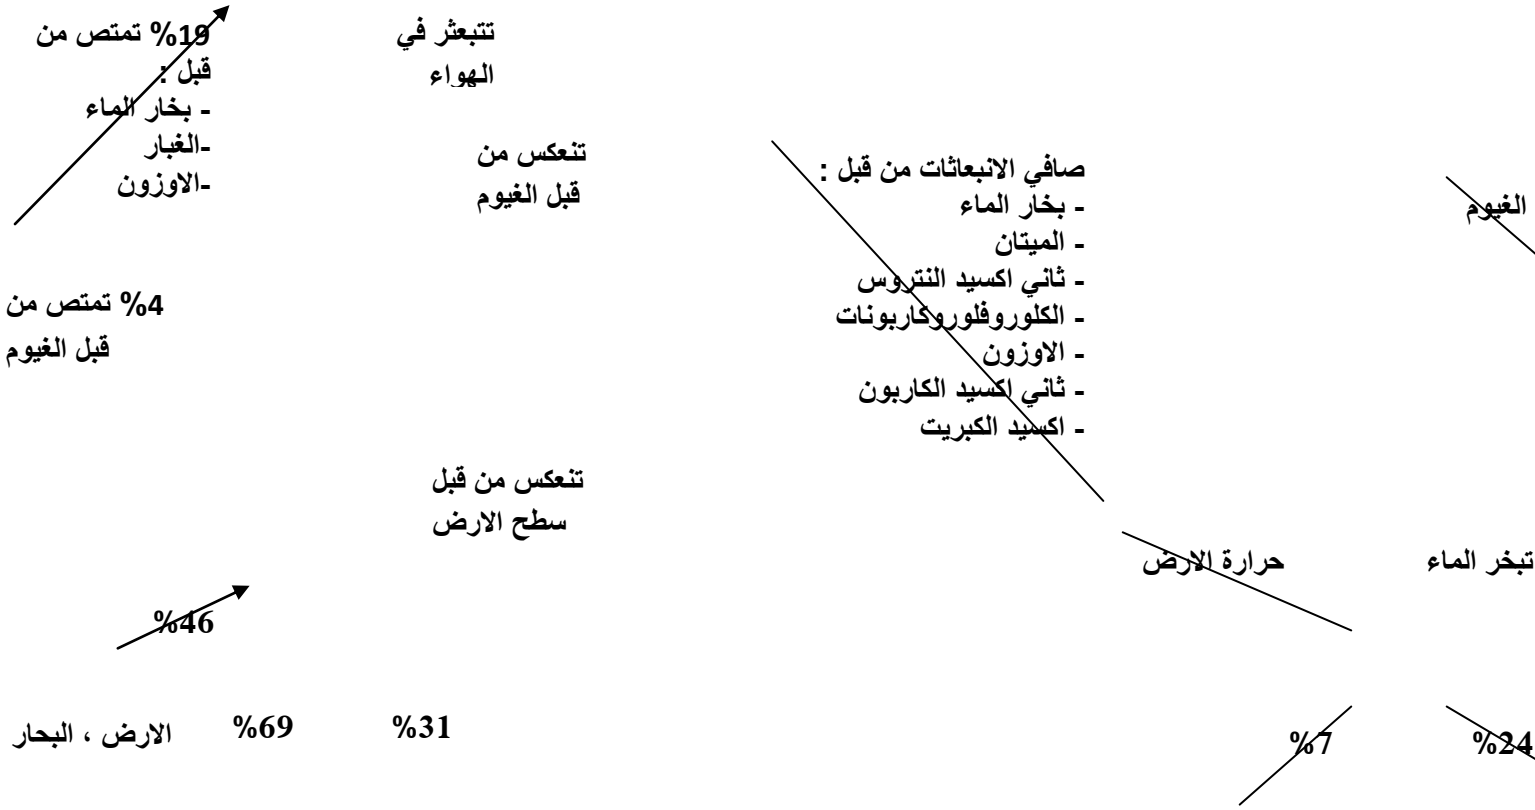 %19 تمتص من
قبل :
- بخار الماء
-الغبار
-الاوزون
تتبعثر في
الهواء
تنعكس من
قبل الغيوم
صافي الانبعاثات من قبل :
- بخار الماء
- الميتان
- ثاني اكسيد النتروس
- الكلوروفلوروكاربونات
- الاوزون
- ثاني اكسيد الكاربون
- اكسيد الكبريت
الغيوم
%4 تمتص من
قبل الغيوم
تنعكس من قبل
سطح الارض
حرارة الارض
تبخر الماء
%46
الارض ، البحار
%69
%31
%7
%24